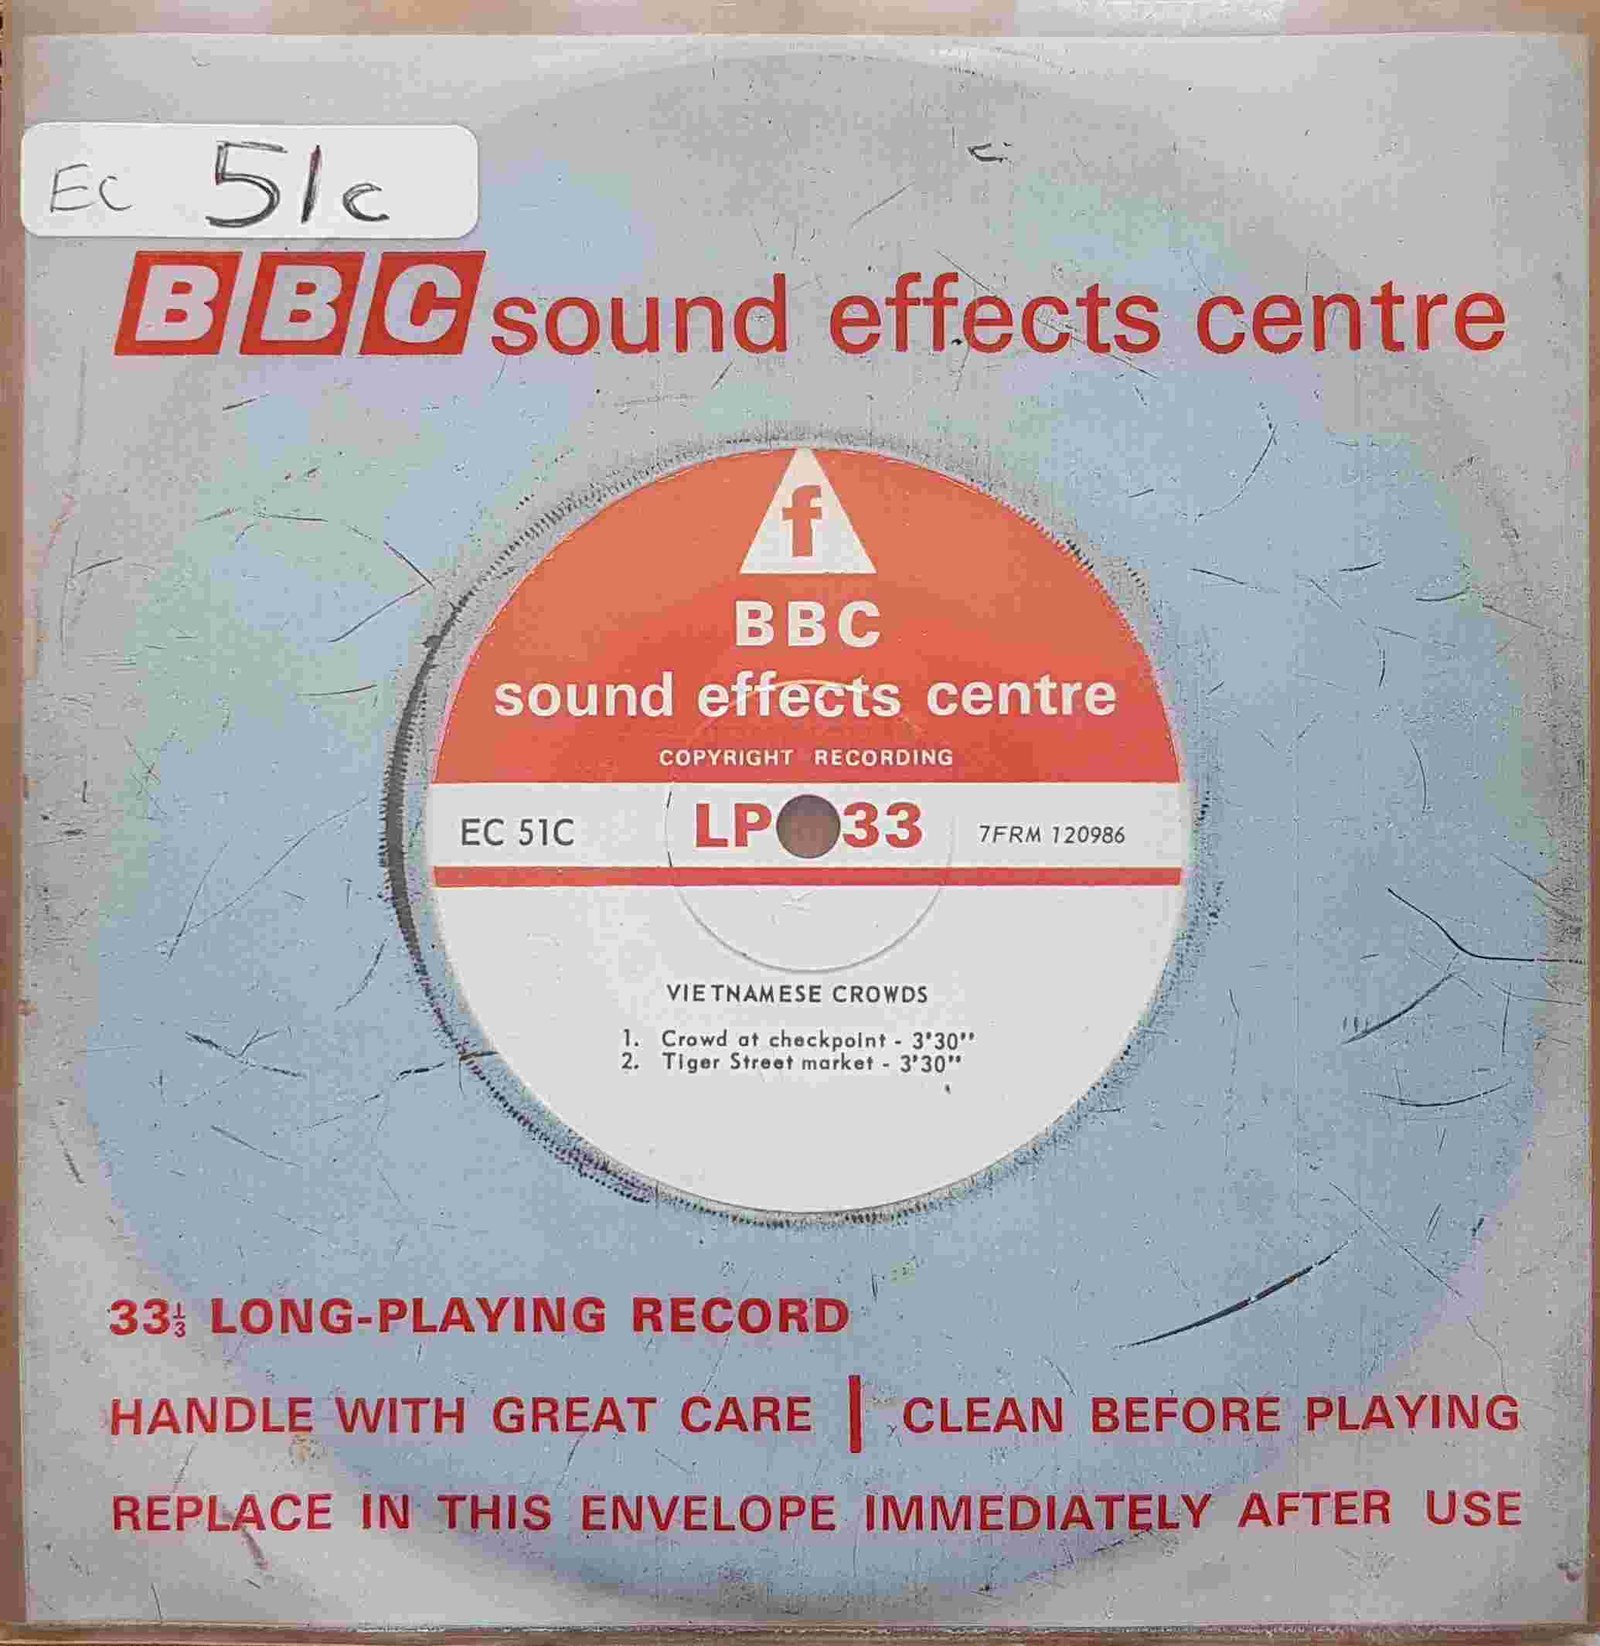 EC 51c
BBC sound effects centre
f
BBC
sound effects centre
COPYRIGHT RECORDING
EC 51C LP 33 7FRM 120986
VIETNAMESE CROWDS
1. Crowd at checkpoint - 3'30''
2. Tiger Street market - 3'30''
33⅓ LONG-PLAYING RECORD
HANDLE WITH GREAT CARE | CLEAN BEFORE PLAYING
REPLACE IN THIS ENVELOPE IMMEDIATELY AFTER USE